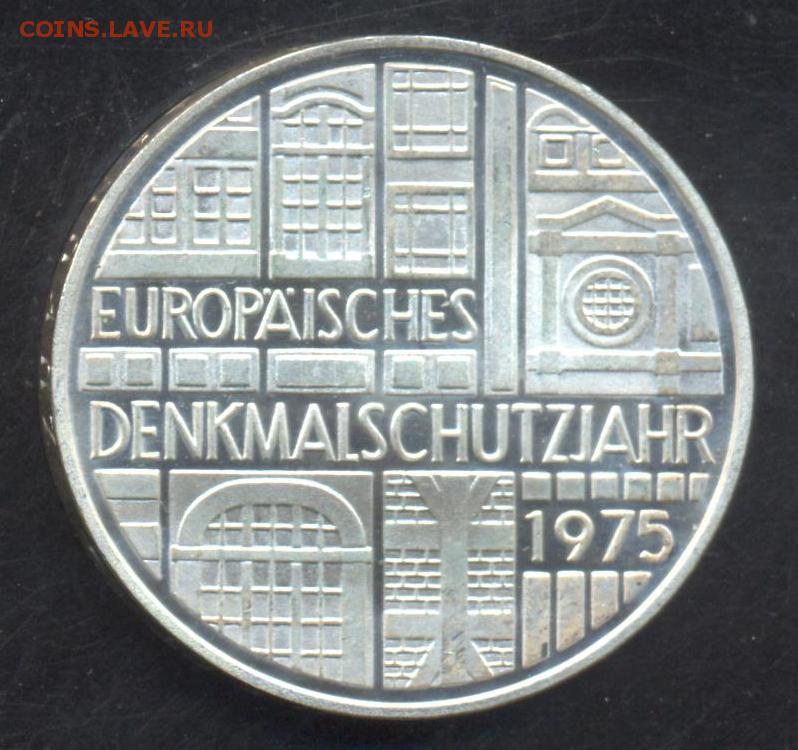 COINS.LAVE.RU
EUROPÄISCHES
DENKMALSCHUTZJAHR
1975